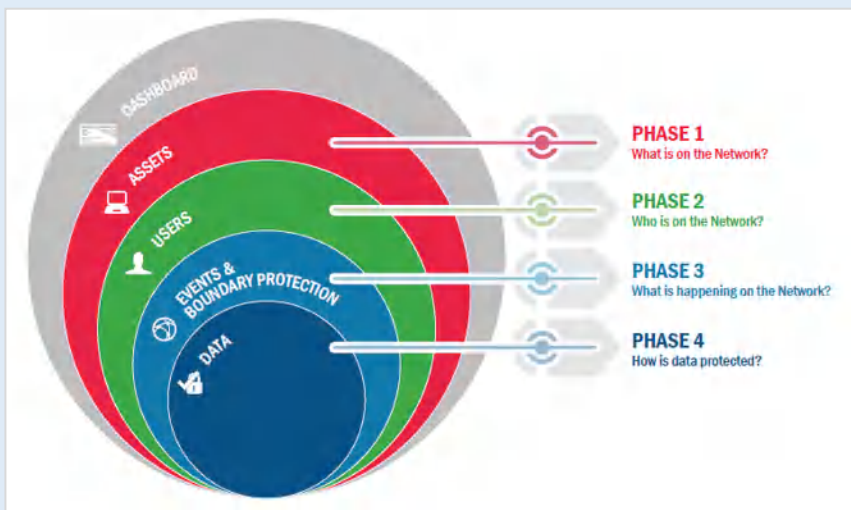 DASHBOARD
ASSETS
USERS
EVENTS &
BOUNDARY PROTECTION
DATA
PHASE 1
What is on the Network?
PHASE 2
Who is on the Network?
PHASE 3
What is happening on the Network?
PHASE 4
How is data protected?